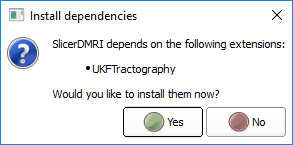 Install dependencies
SlicerDMRI depends on the following extensions:
•UKFTractography
Would you like to install them now?
Yes No